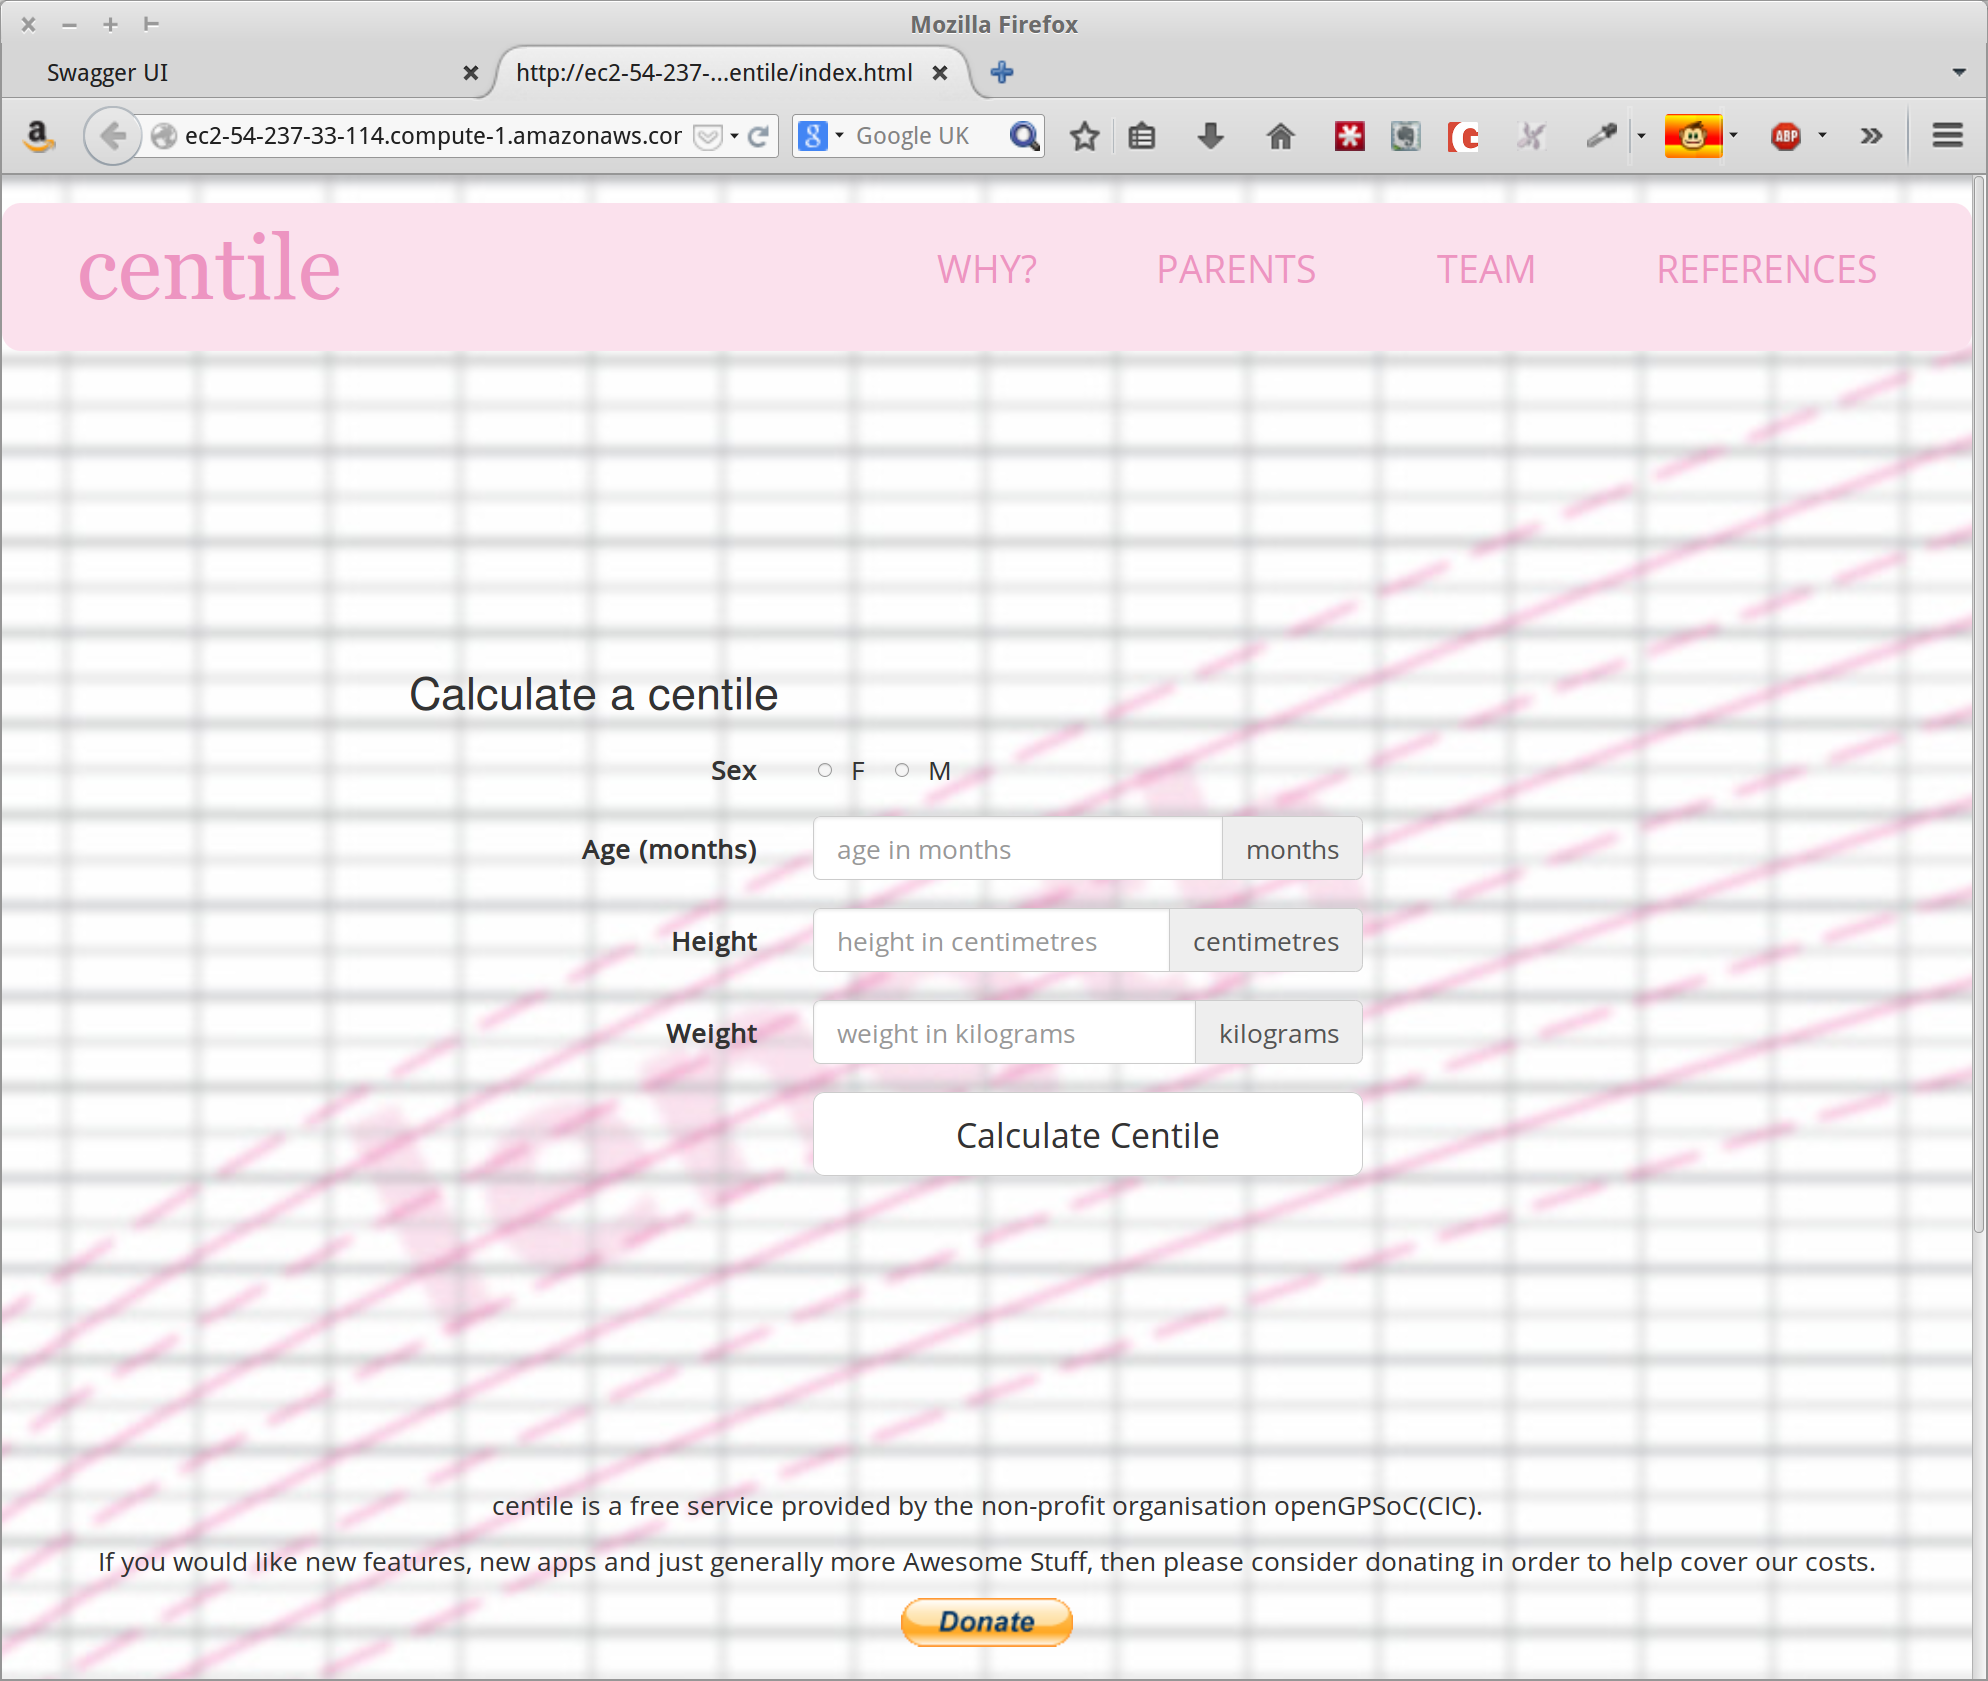 Mozilla Firefox
Swagger UI
http://ec2-54-237-...entile/index.html
a
ec2-54-237-33-114.compute-1.amazonaws.cor
8
Google UK
ABP
centile
WHY?
PARENTS
TEAM
REFERENCES
Calculate a centile
Sex
F
M
Age (months)
age in months
months
Height
height in centimetres
centimetres
Weight
weight in kilograms
kilograms
Calculate Centile
centile is a free service provided by the non-profit organisation openGPSoC(CIC).
If you would like new features, new apps and just generally more Awesome Stuff, then please consider donating in order to help cover our costs.
Donate